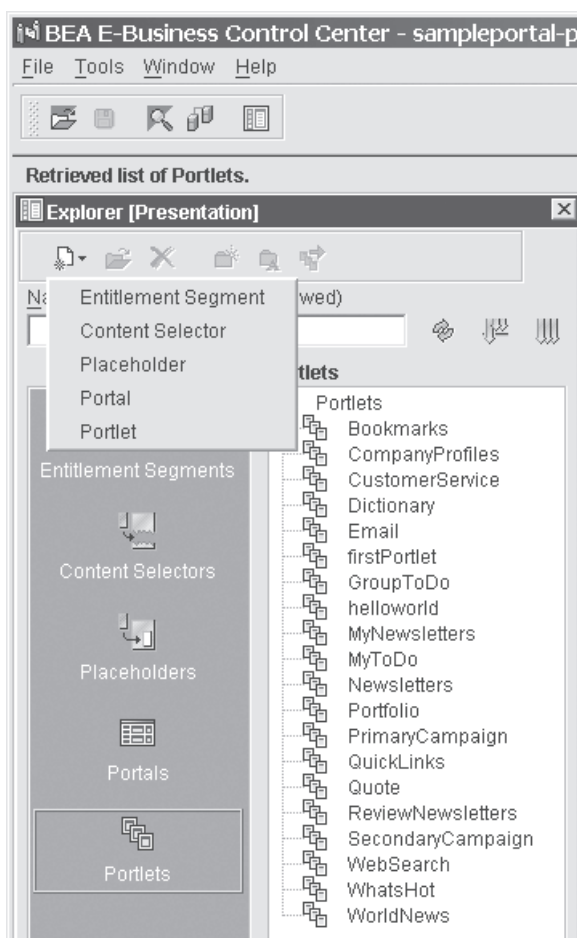 BEA E-Business Control Center - sampleportal-p
File Tools Window Help
Retrieved list of Portlets.
Explorer [Presentation]
Entitlement Segment
Content Selector
Placeholder
Portal
Portlet
Na wed)
tlets
Entitlement Segments
Content Selectors
Placeholders
Portals
Portlets
Portlets
Bookmarks
CompanyProfiles
CustomerService
Dictionary
Email
firstPortlet
GroupToDo
helloworld
MyNewsletters
MyToDo
Newsletters
Portfolio
PrimaryCampaign
QuickLinks
Quote
ReviewNewsletters
SecondaryCampaign
WebSearch
WhatsHot
WorldNews